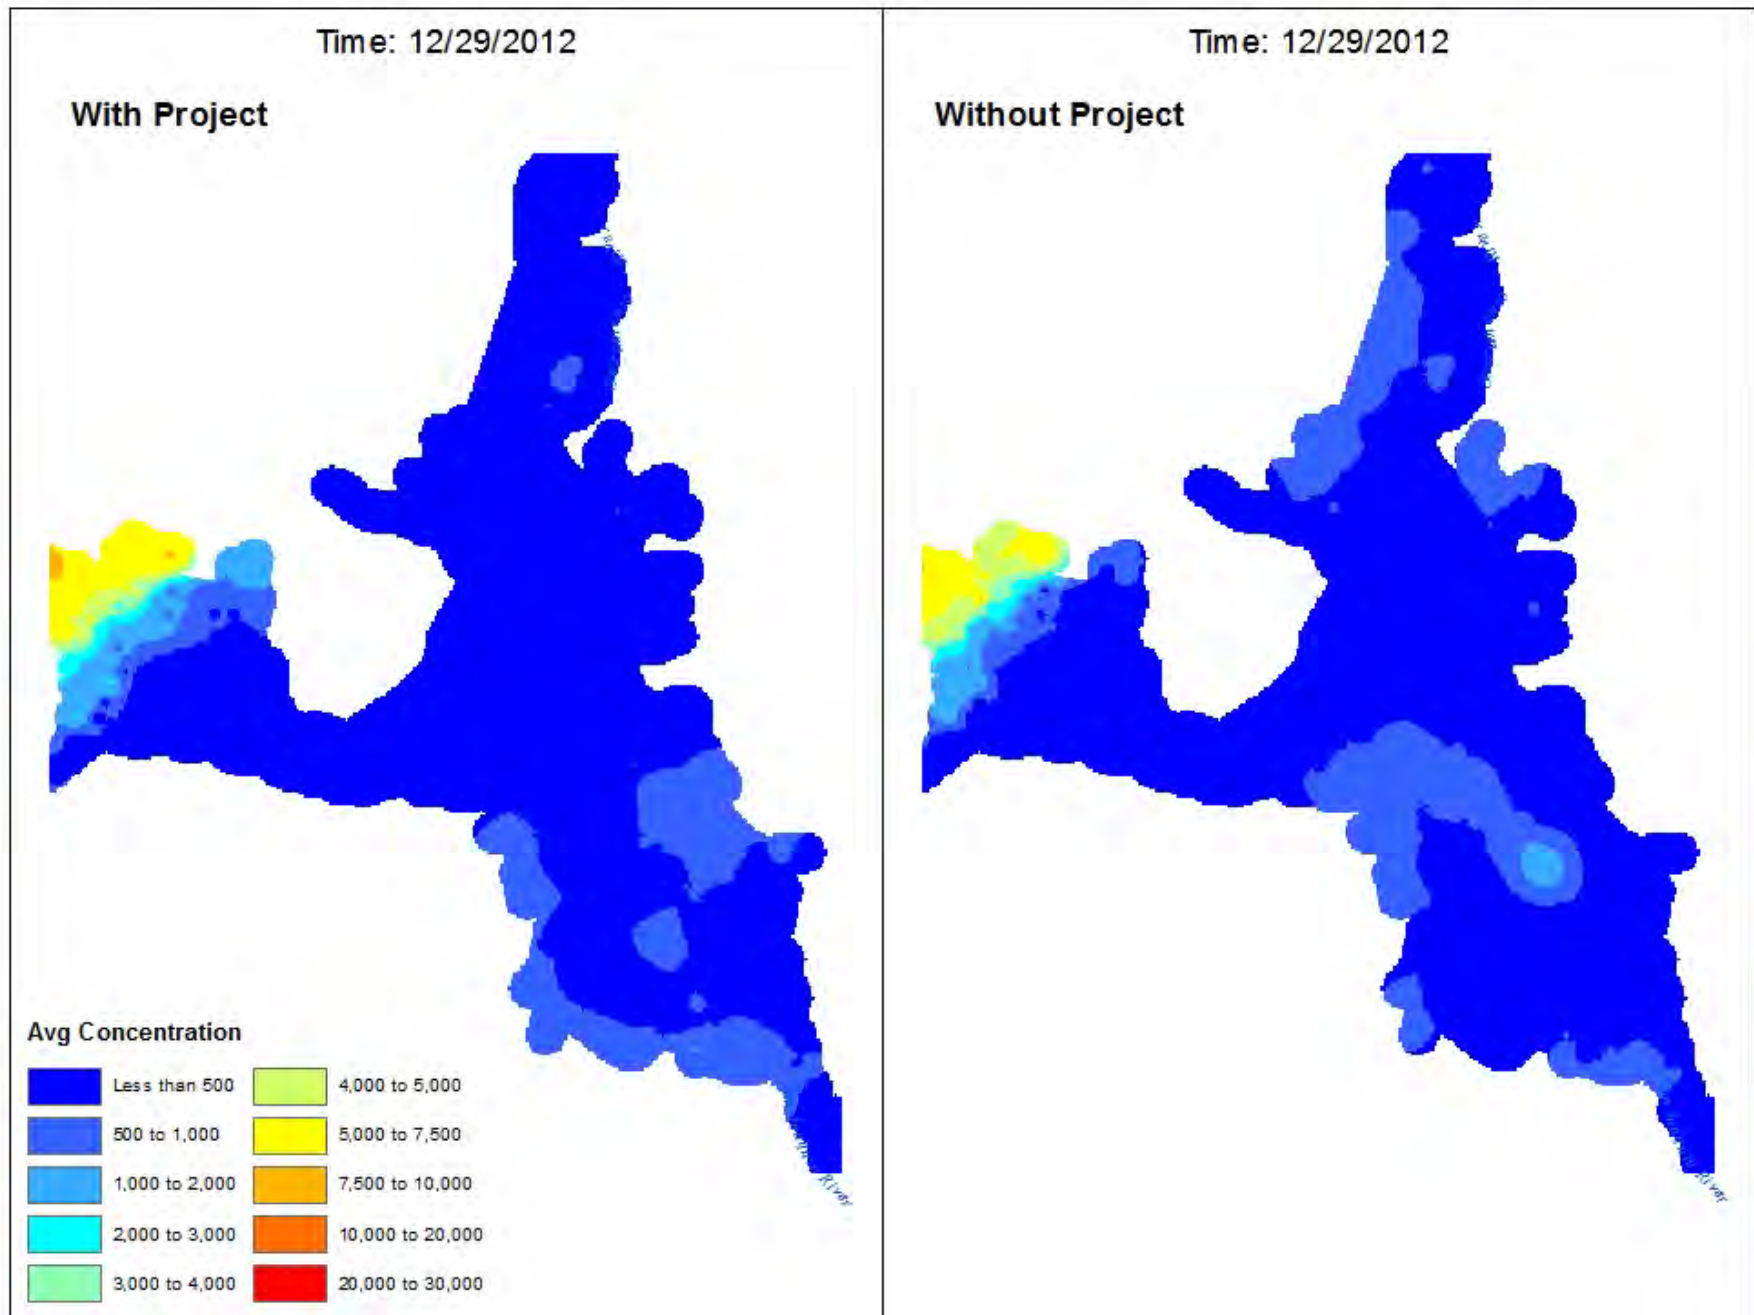 Time: 12/29/2012
With Project
Avg Concentration
Less than 500
500 to 1,000
1,000 to 2,000
2,000 to 3,000
3,000 to 4,000
4,000 to 5,000
5,000 to 7,500
7,500 to 10,000
10,000 to 20,000
20,000 to 30,000
River
Time: 12/29/2012
Without Project
River